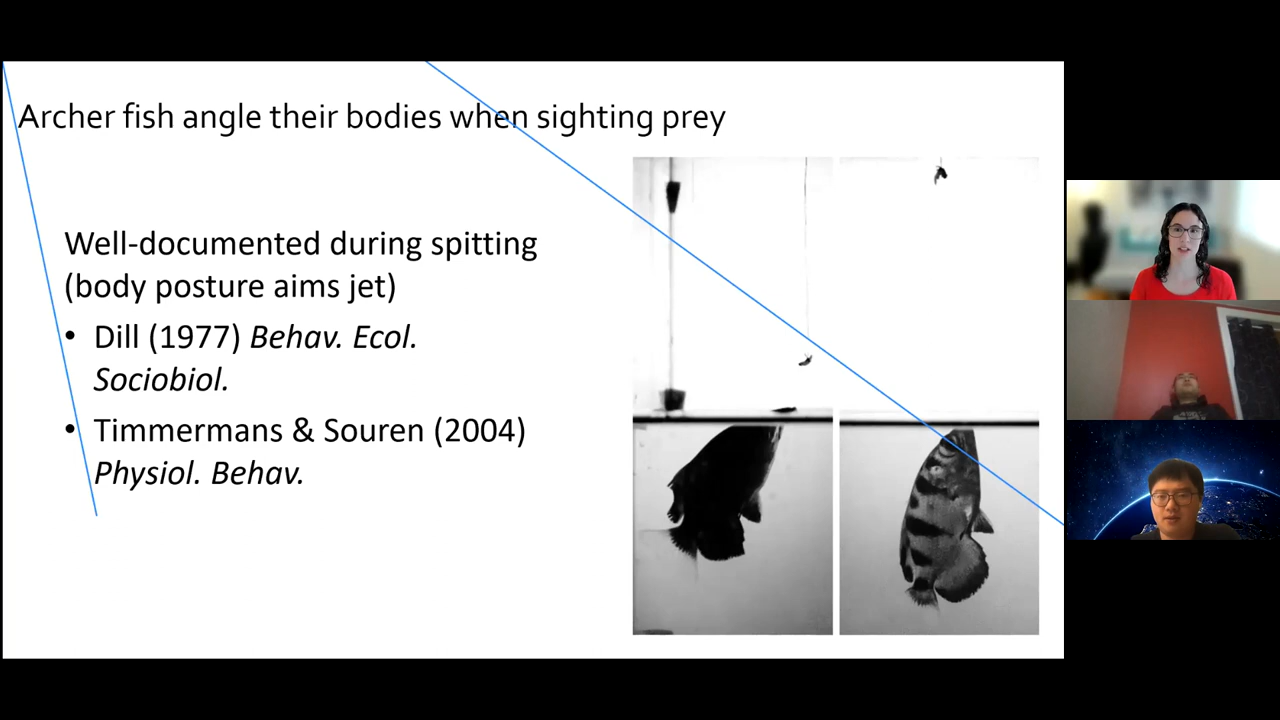 Archer fish angle their bodies when sighting prey
Well-documented during spitting
(body posture aims jet)
• Dill (1977) Behav. Ecol.
Sociobiol.
• Timmermans & Souren (2004)
Physiol. Behav.